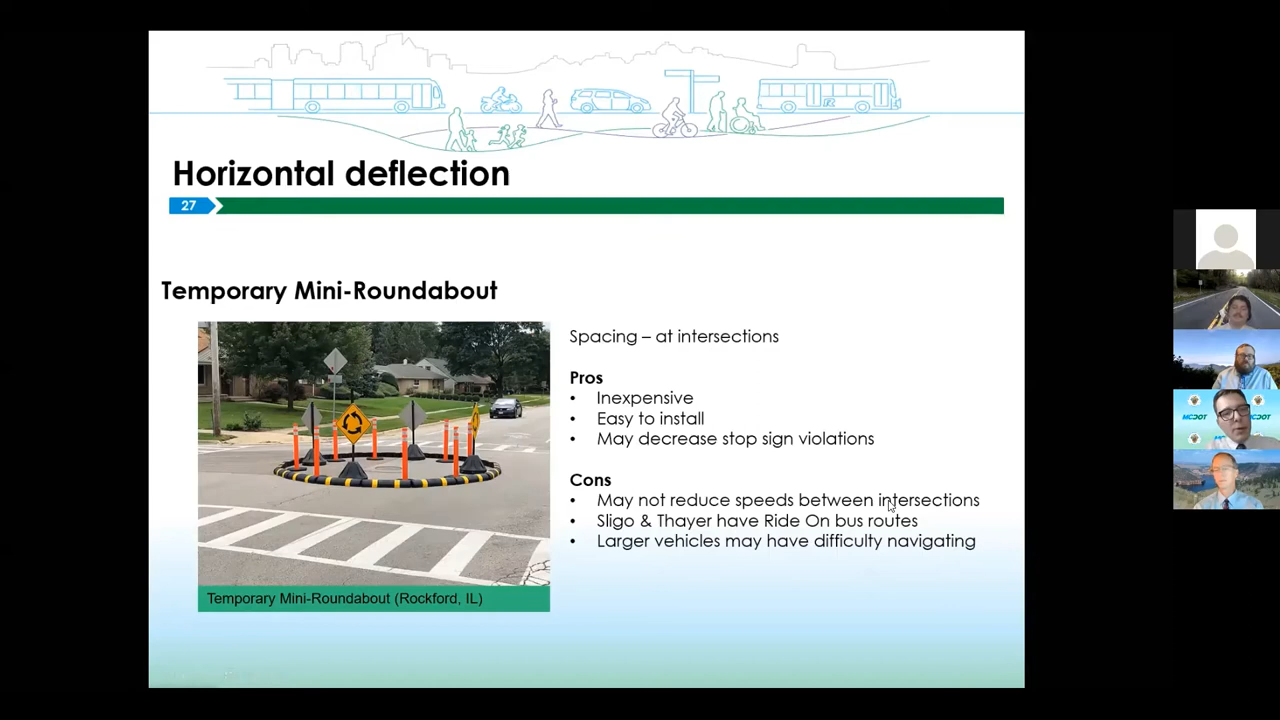 Horizontal deflection
27
Temporary Mini-Roundabout
Spacing – at intersections
Pros
• Inexpensive
• Easy to install
• May decrease stop sign violations
Cons
• May not reduce speeds between intersections
• Sligo & Thayer have Ride On bus routes
• Larger vehicles may have difficulty navigating
Temporary Mini-Roundabout (Rockford, IL)
MCDOT